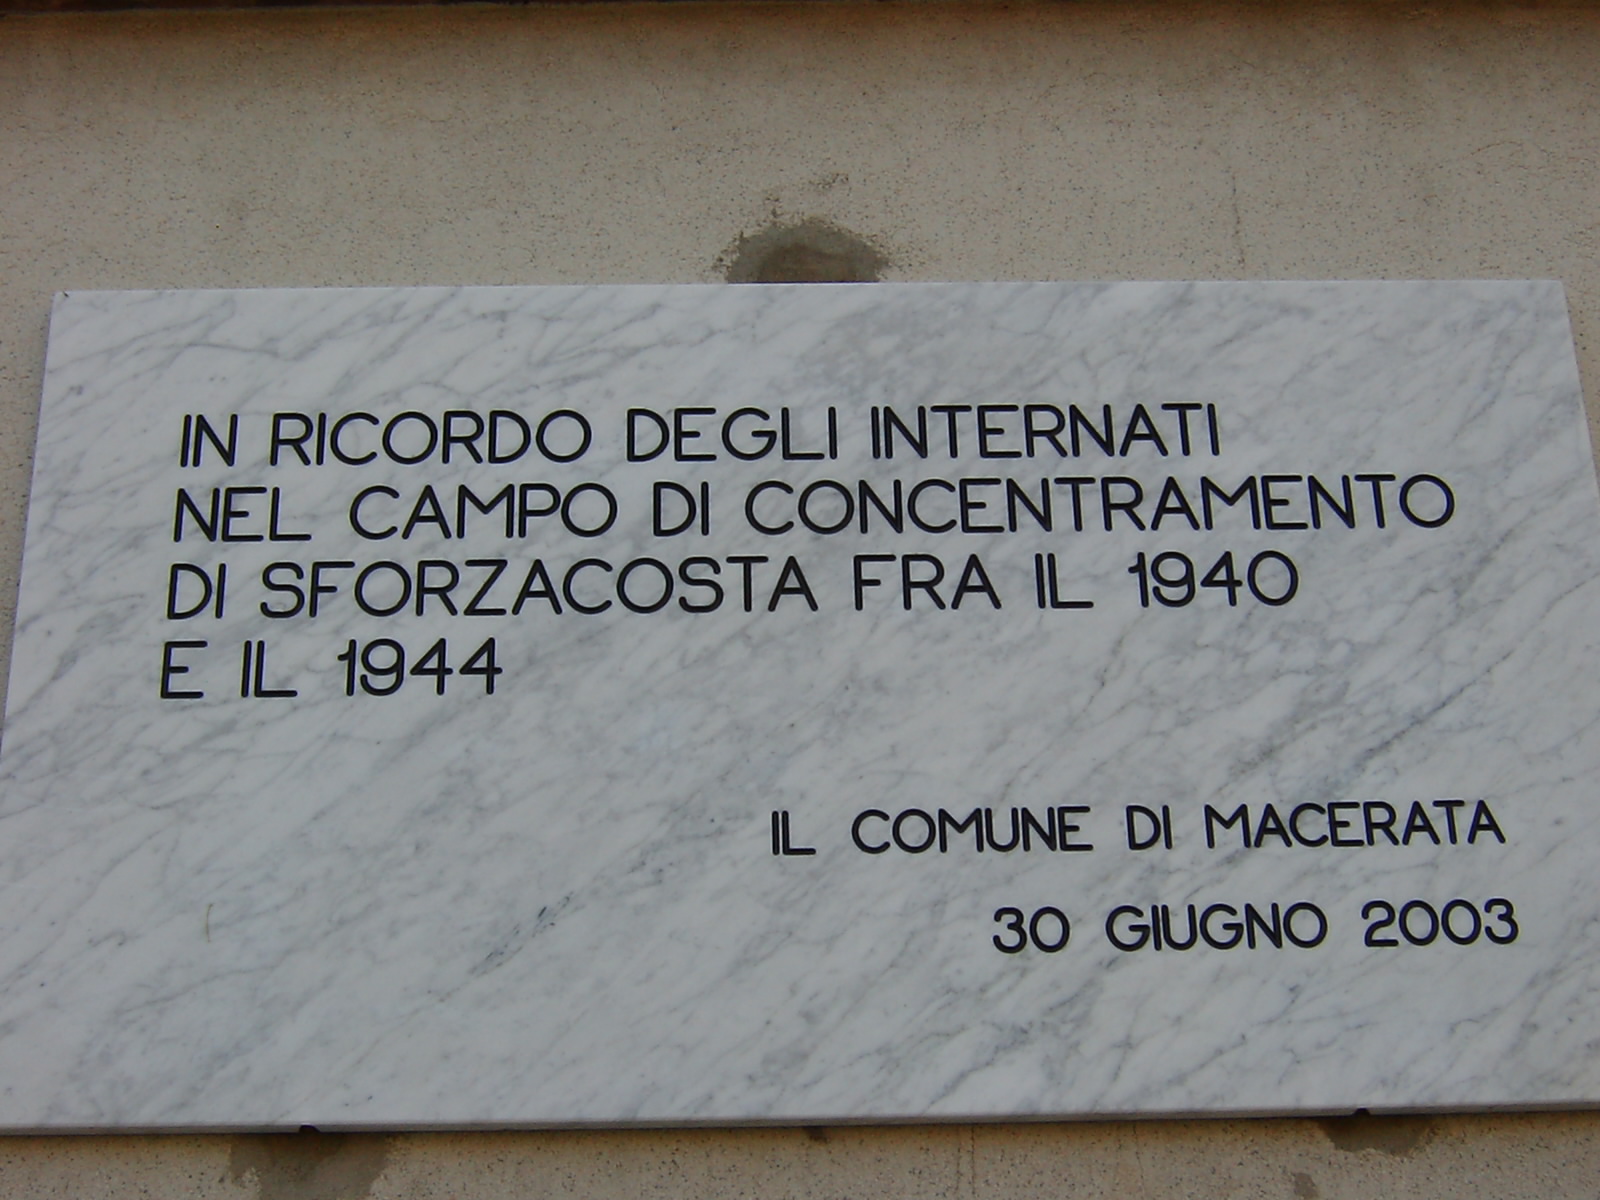 IN RICORDO DEGLI INTERNATI
NEL CAMPO DI CONCENTRAMENTO
DI SFORZACOSTA FRA IL 1940
E IL 1944
IL COMUNE DI MACERATA
30 GIUGNO 2003